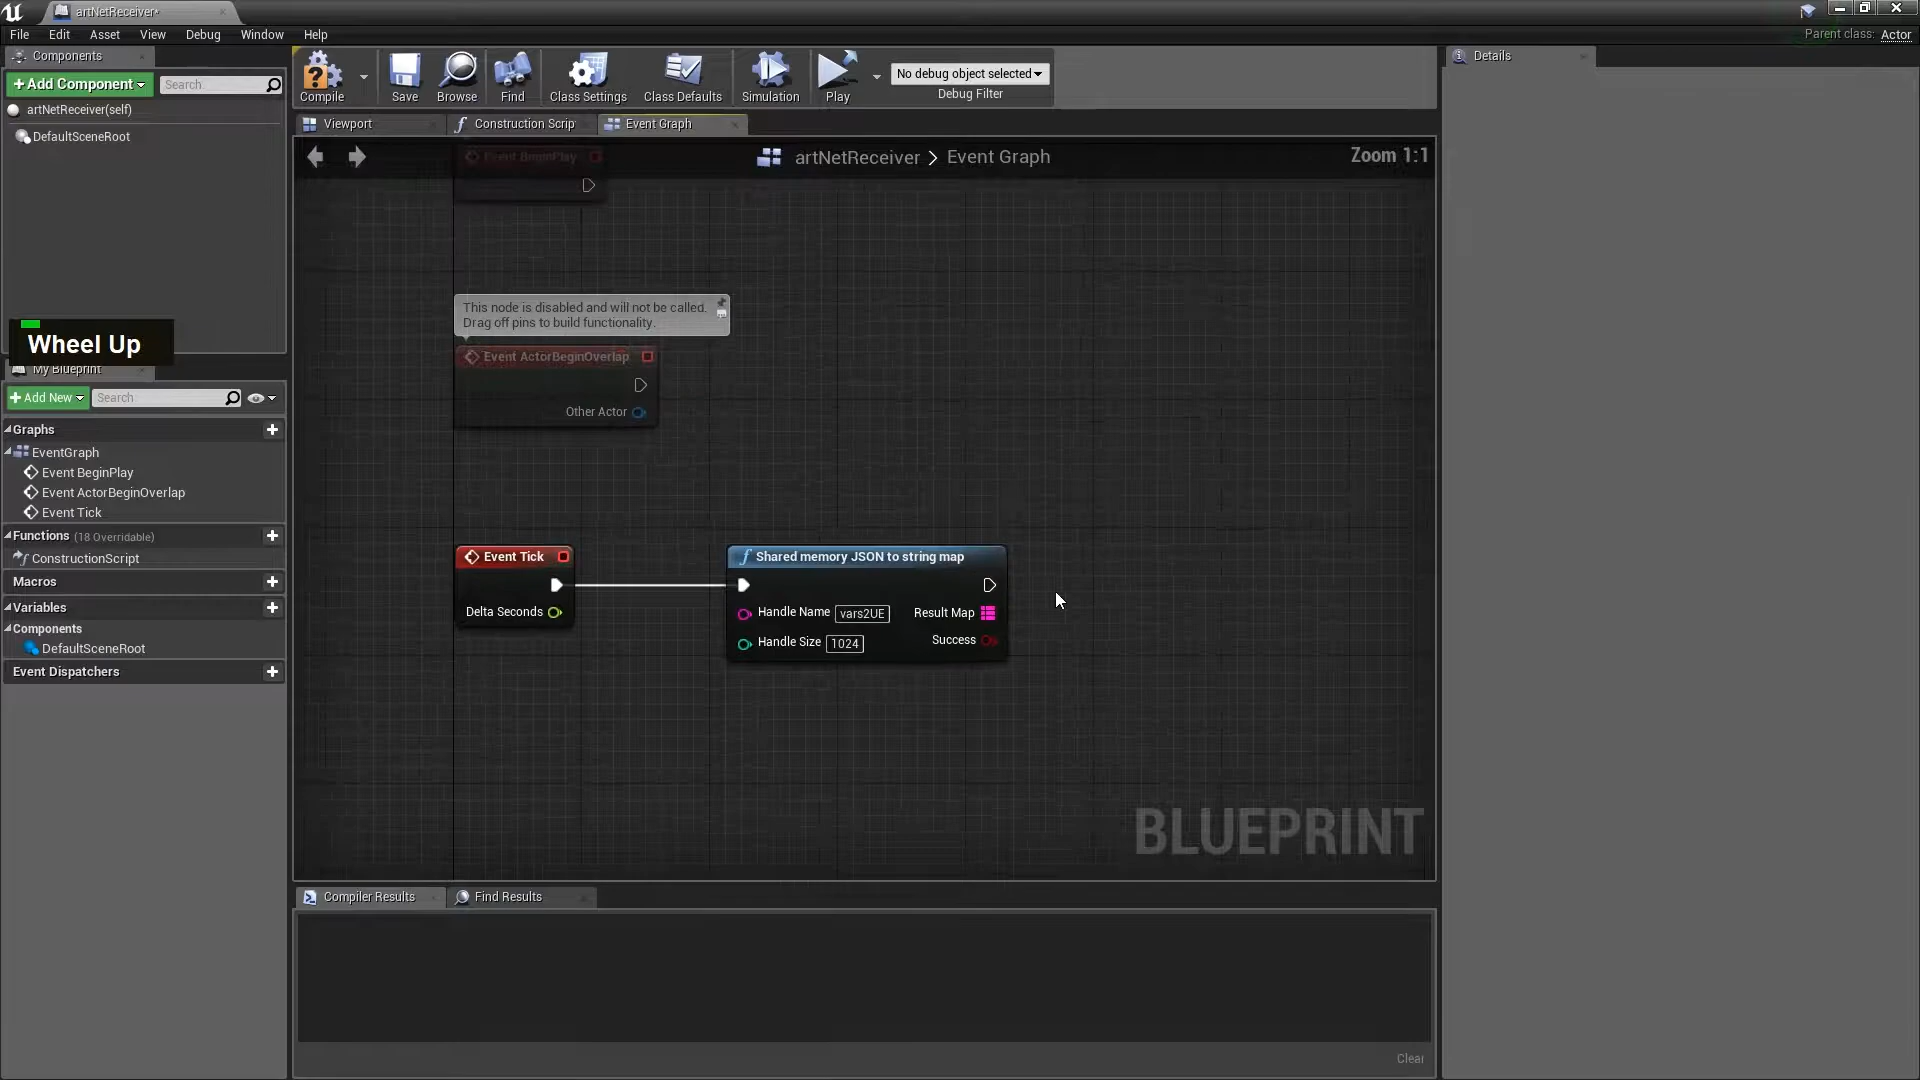 artNetReceiver*
File Edit Asset View Debug Window Help
Parent class: Actor
Components
+Add Component Search
artNetReceiver(self)
DefaultSceneRoot
Compile Save Browse Find Class Settings Class Defaults Simulation Play
No debug object selected
Debug Filter
Details
Viewport
Construction Scrip
Event Graph
artNetReceiver > Event Graph
Zoom 1:1
Event BeginPlay
This node is disabled and will not be called.
Drag off pins to build functionality.
Event ActorBeginOverlap
Other Actor
Wheel Up
My Blueprint
+Add New Search
Graphs
EventGraph
Event BeginPlay
Event ActorBeginOverlap
Event Tick
Functions (18 Overridable)
ConstructionScript
Macros
Variables
Components
DefaultSceneRoot
Event Dispatchers
Event Tick
Delta Seconds
Shared memory JSON to string map
Handle Name vars2UE Result Map
Handle Size 1024 Success
BLUEPRINT
Compiler Results
Find Results
Clear